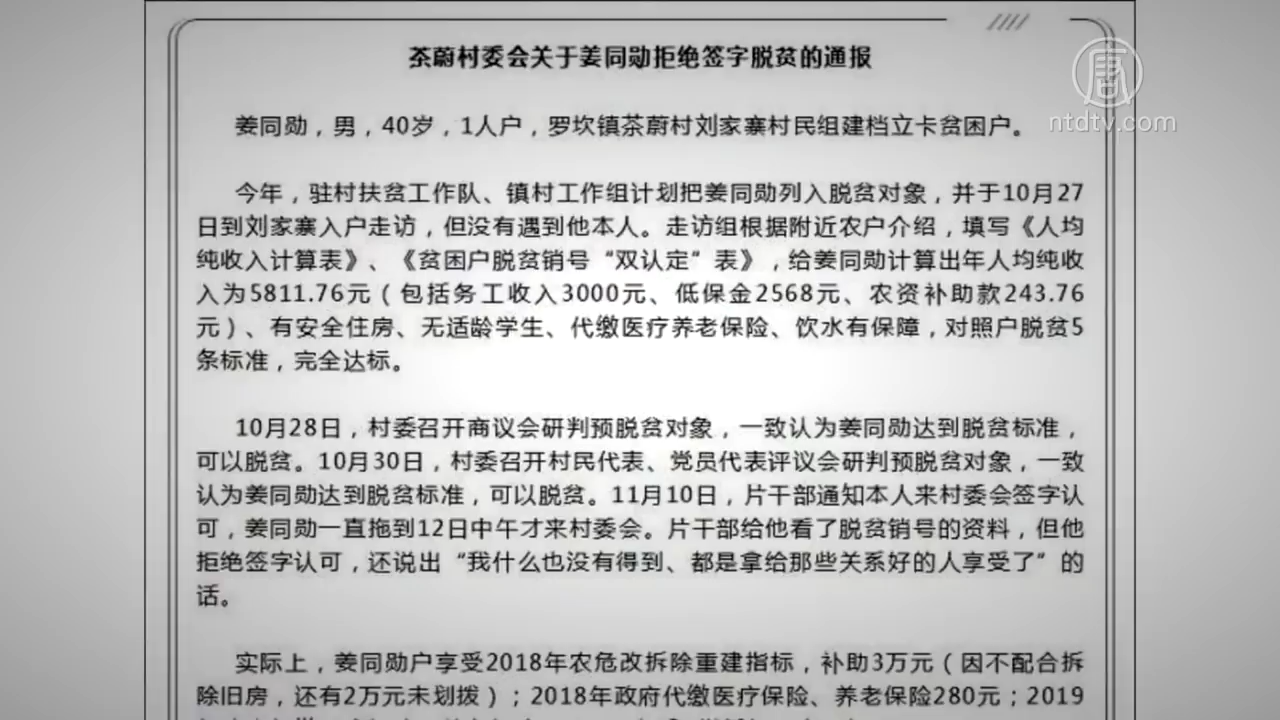 茶蔚村委会关于姜同勋拒绝签字脱贫的通报
唐
ntdtv.com
姜同勋，男，40岁，1人户，罗坎镇茶蔚村刘家寨村民组建档立卡贫困户。
今年，驻村扶贫工作队、镇村工作组计划把姜同勋列入脱贫对象，并于10月27
日到刘家寨入户走访，但没有遇到他本人。走访组根据附近农户介绍，填写《人均
纯收入计算表》、《贫困户脱贫销号“双认定”表》，给姜同勋计算出年人均纯收
入为5811.76元（包括务工收入3000元、低保金2568元、农资补助款243.76
元）、有安全住房、无适龄学生、代缴医疗养老保险、饮水有保障，对照户脱贫5
条标准，完全达标。
10月28日，村委召开商议会研判预脱贫对象，一致认为姜同勋达到脱贫标准，
可以脱贫。10月30日，村委召开村民代表、党员代表评议会研判预脱贫对象，一致
认为姜同勋达到脱贫标准，可以脱贫。11月10日，片干部通知本人来村委会签字认
可，姜同勋一直拖到12日中午才来村委会。片干部给他看了脱贫销号的资料，但他
拒绝签字认可，还说出“我什么也没有得到、都是拿给那些关系好的人享受了”的
话。
实际上，姜同勋户享受2018年农危改拆除重建指标，补助3万元（因不配合拆
除旧房，还有2万元未划拨）；2018年政府代缴医疗保险、养老保险280元；2019